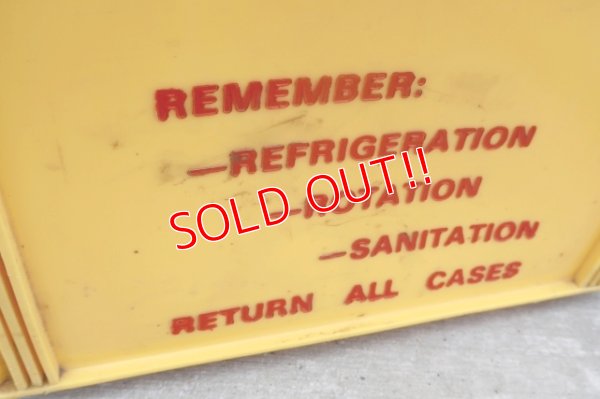 REMEMBER:
—REFRIGERATION
—ROTATION
SOLD OUT!!
—SANITATION
RETURN ALL CASES